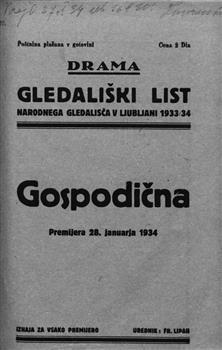 Poštnina plačana v gotovini Cena 2 Din
DRAMA
GLEDALIŠKI LIST
NARODNEGA GLEDALIŠČA V LJUBLJANI 1933/34
Gospodična
Premijera 28. januarja 1934
IZHAJA ZA VSAKO PREMIJERO UREDNIK: FR. LIPAH